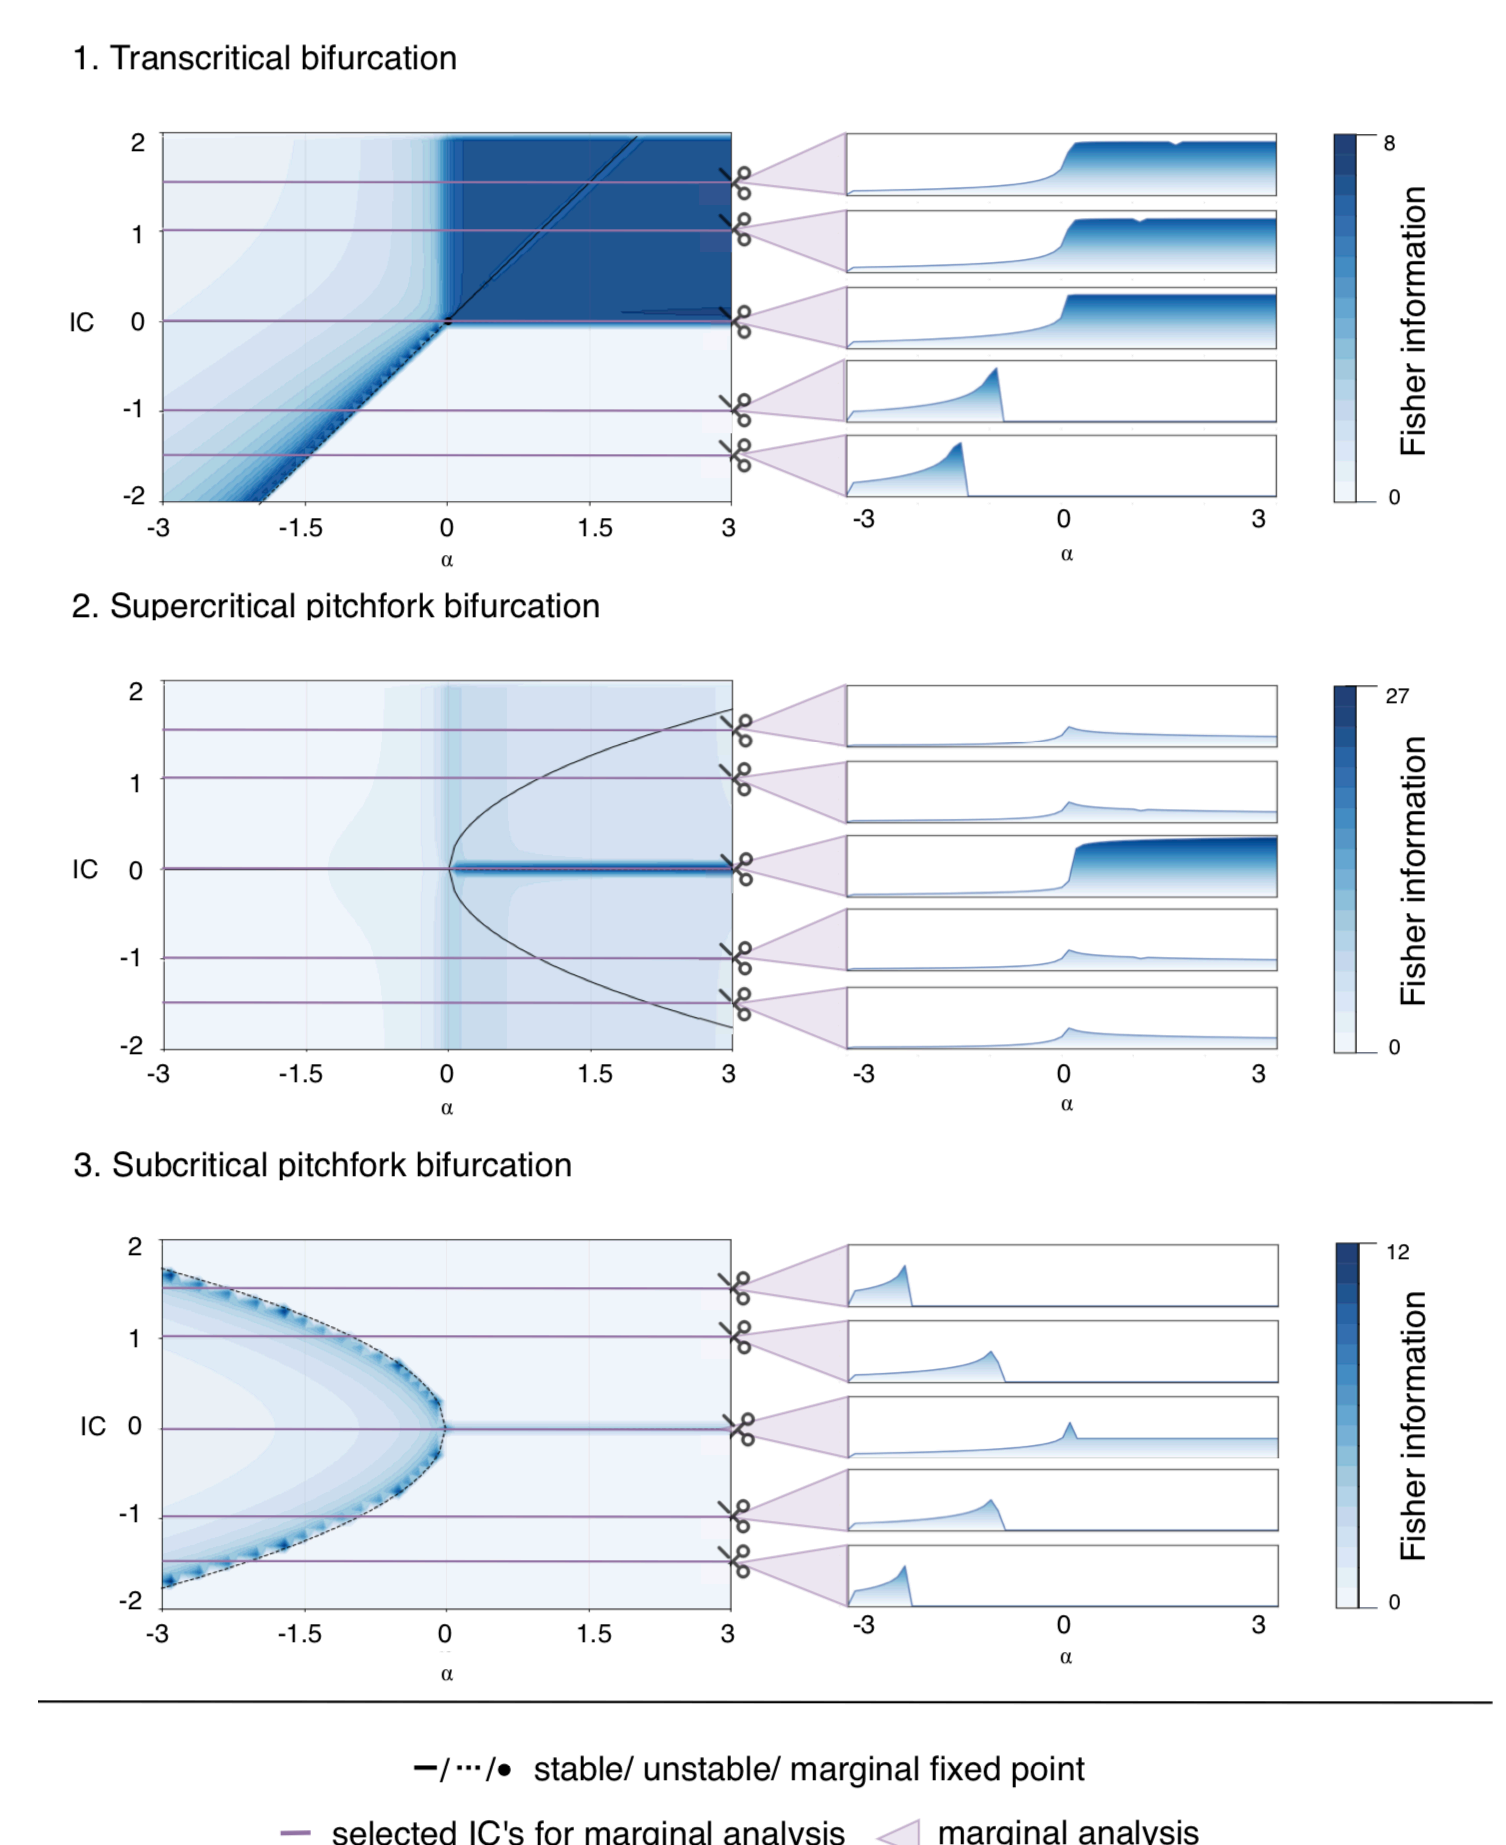 1. Transcritical bifurcation
2
1
IC 0
-1
-2
-3 -1.5 0 1.5 3
α
-3 0 3
α
8
Fisher information
0
2. Supercritical pitchfork bifurcation
2
1
IC 0
-1
-2
-3 -1.5 0 1.5 3
α
-3 0 3
α
27
Fisher information
0
3. Subcritical pitchfork bifurcation
2
1
IC 0
-1
-2
-3 -1.5 0 1.5 3
α
-3 0 3
α
12
Fisher information
0
stable/ unstable/ marginal fixed point
selected IC's for marginal analysis marginal analysis